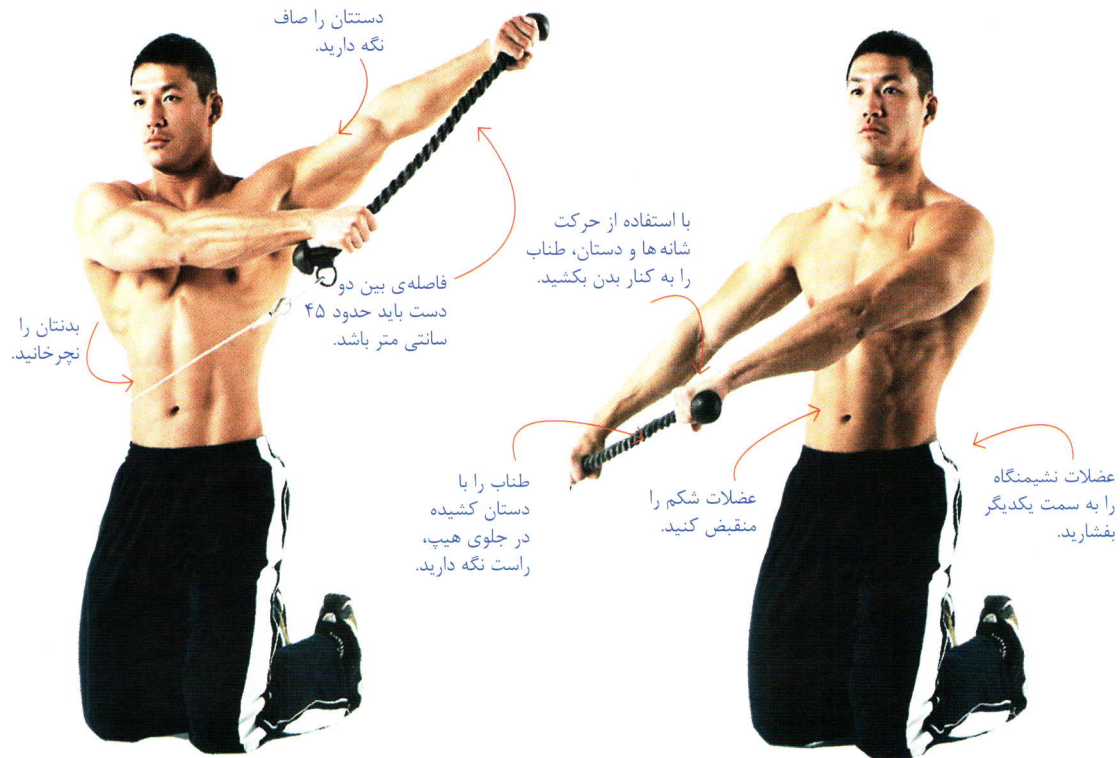 دستتان را صاف
نگه دارید.
فاصله‌ی بین دو
دست باید حدود ۴۵
سانتی متر باشد.
بدنتان را
نچرخانید.
با استفاده از حرکت
شانه ها و دستان، طناب
را به کنار بدن بکشید.
طناب را با
دستان کشیده
در جلوی هیپ،
راست نگه دارید.
عضلات شکم را
منقبض کنید.
عضلات نشیمنگاه
را به سمت یکدیگر
بفشارید.